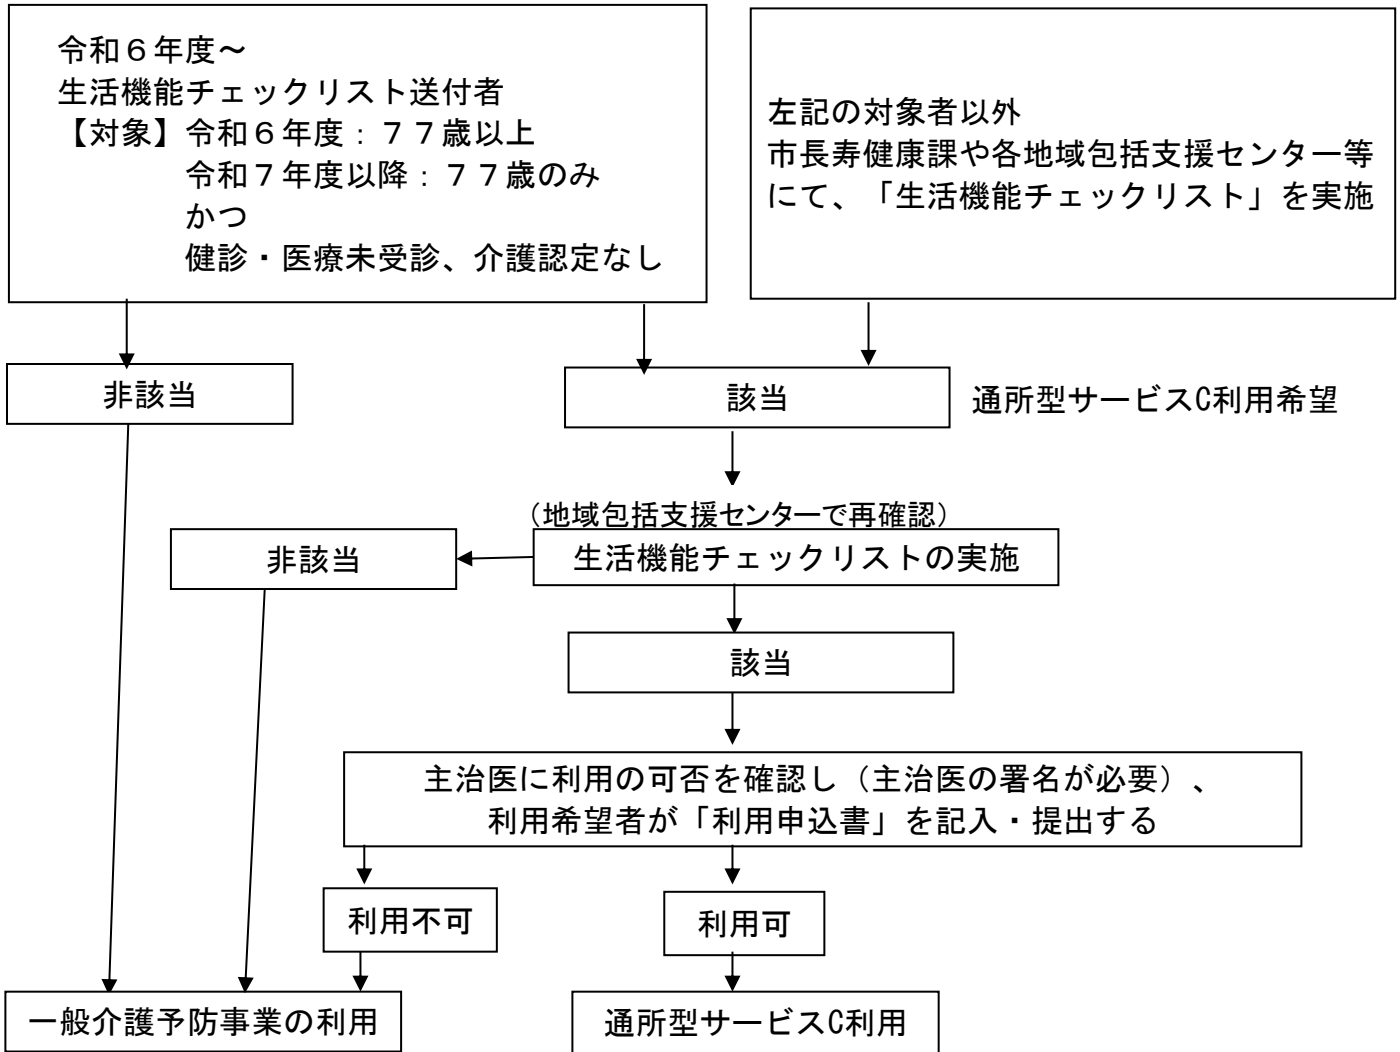 令和６年度～
生活機能チェックリスト送付者
【対象】令和６年度：７７歳以上
令和７年度以降：７７歳のみ
かつ
健診・医療未受診、介護認定なし
左記の対象者以外
市長寿健康課や各地域包括支援センター等
にて、「生活機能チェックリスト」を実施
非該当
該当
通所型サービスC利用希望
（地域包括支援センターで再確認）
非該当
生活機能チェックリストの実施
該当
主治医に利用の可否を確認し（主治医の署名が必要）、
利用希望者が「利用申込書」を記入・提出する
利用不可
利用可
一般介護予防事業の利用
通所型サービスC利用